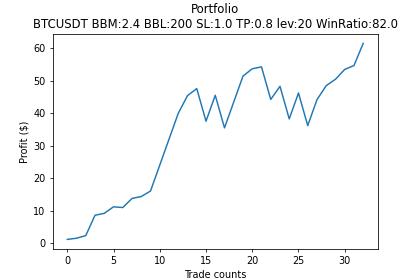 Portfolio
BTCUSDT BBM:2.4 BBL:200 SL:1.0 TP:0.8 lev:20 WinRatio:82.0
60
50
40
30
20
10
0
Profit ($)
0 5 10 15 20 25 30
Trade counts